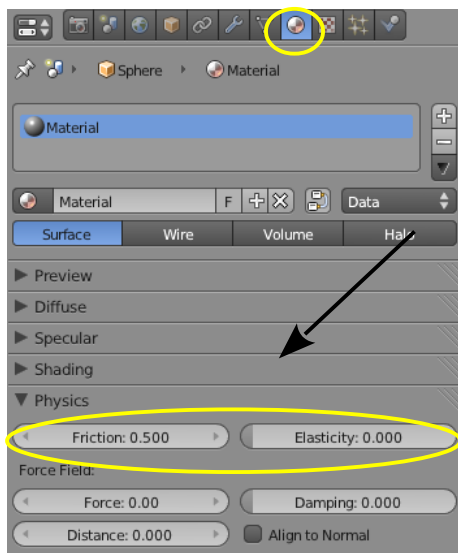 Sphere Material
Material
Material F Data
Surface Wire Volume Halo
Preview
Diffuse
Specular
Shading
Physics
Friction: 0.500 Elasticity: 0.000
Force Field:
Force: 0.00 Damping: 0.000
Distance: 0.000 Align to Normal